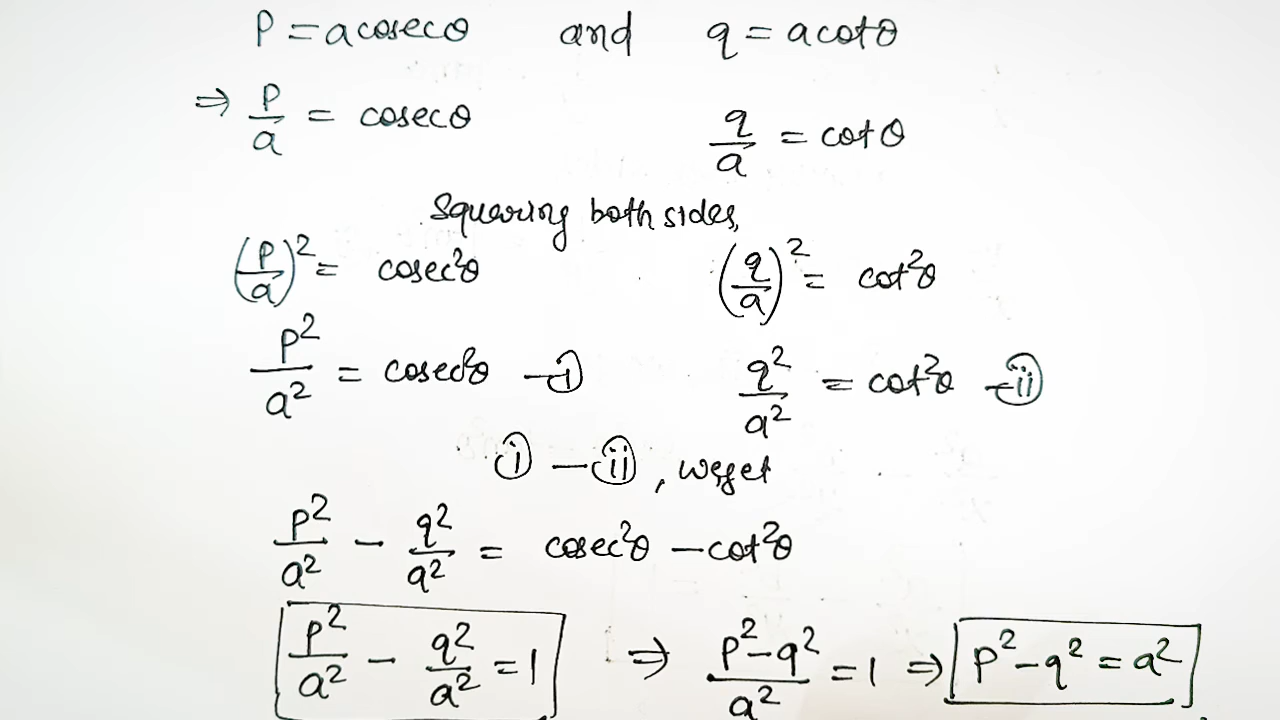 P = a cosecθ and q = a cotθ
⇒ P/a = cosecθ q/a = cotθ
Squaring both sides,
(P/a)² = cosec²θ (q/a)² = cot²θ
P²/a² = cosec²θ —ⓘ q²/a² = cot²θ —(ii)
ⓘ — (ii), we get
P²/a² - q²/a² = cosec²θ - cot²θ
P²/a² - q²/a² = 1 ⇒ P²-q²/a² = 1 ⇒ P²-q² = a²